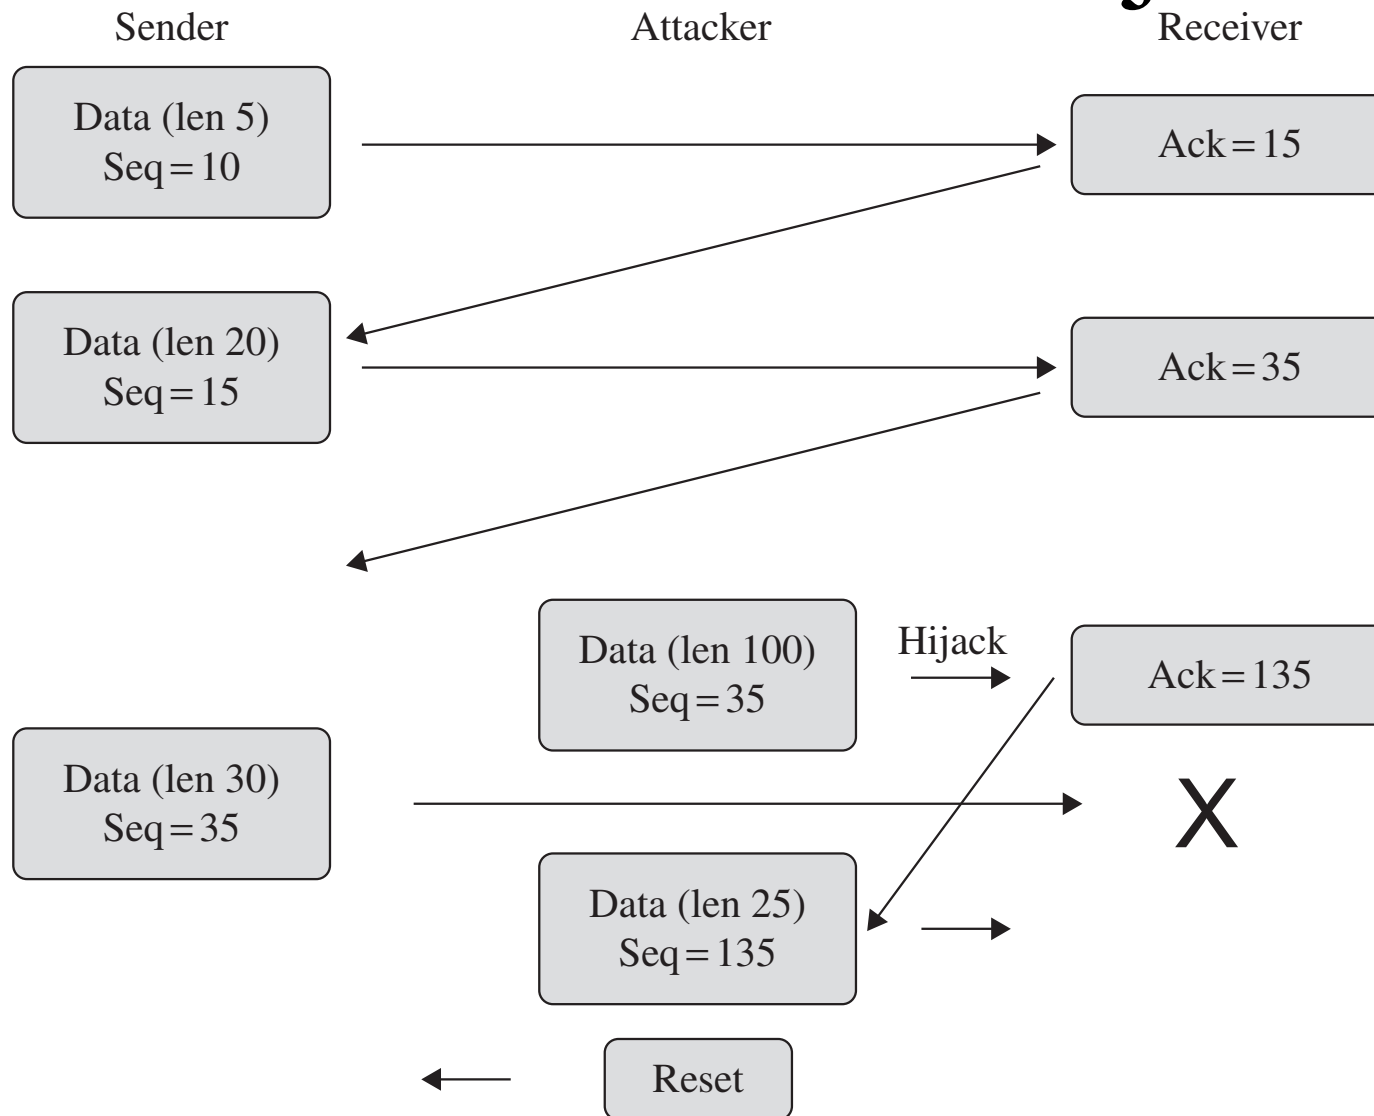 Sender
Attacker
Receiver
Data (len 5)
Seq = 10
Ack = 15
Data (len 20)
Seq = 15
Ack = 35
Data (len 100)
Seq = 35
Hijack
Ack = 135
Data (len 30)
Seq = 35
X
Data (len 25)
Seq = 135
Reset